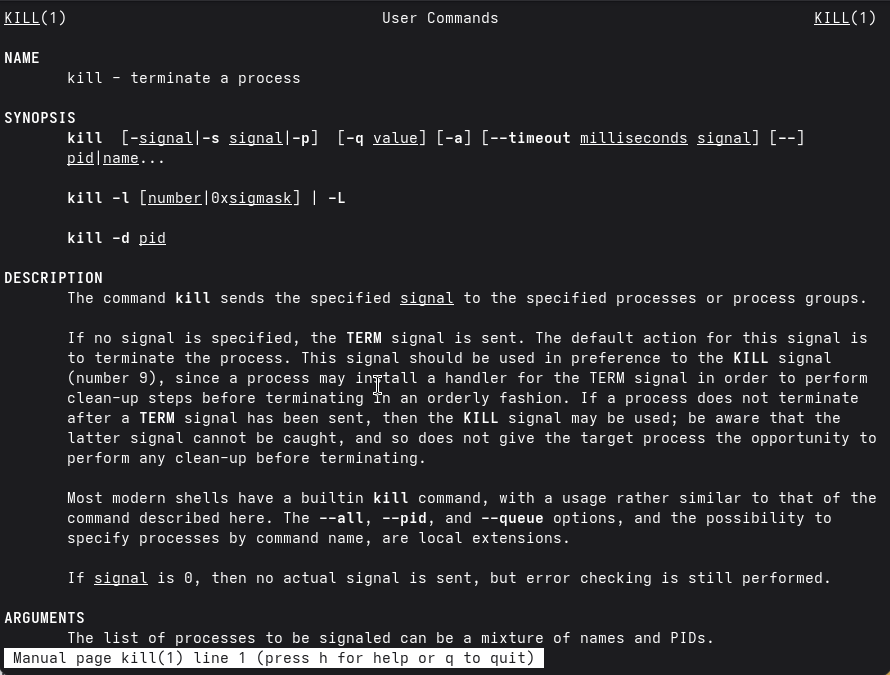 KILL(1) User Commands KILL(1)
NAME
kill - terminate a process
SYNOPSIS
kill [-signal|-s signal|-p] [-q value] [-a] [--timeout milliseconds signal] [--]
pid|name...
kill -l [number|0xsigmask] | -L
kill -d pid
DESCRIPTION
The command kill sends the specified signal to the specified processes or process groups.
If no signal is specified, the TERM signal is sent. The default action for this signal is
to terminate the process. This signal should be used in preference to the KILL signal
(number 9), since a process may install a handler for the TERM signal in order to perform
clean-up steps before terminating in an orderly fashion. If a process does not terminate
after a TERM signal has been sent, then the KILL signal may be used; be aware that the
latter signal cannot be caught, and so does not give the target process the opportunity to
perform any clean-up before terminating.
Most modern shells have a builtin kill command, with a usage rather similar to that of the
command described here. The --all, --pid, and --queue options, and the possibility to
specify processes by command name, are local extensions.
If signal is 0, then no actual signal is sent, but error checking is still performed.
ARGUMENTS
The list of processes to be signaled can be a mixture of names and PIDs.
Manual page kill(1) line 1 (press h for help or q to quit)